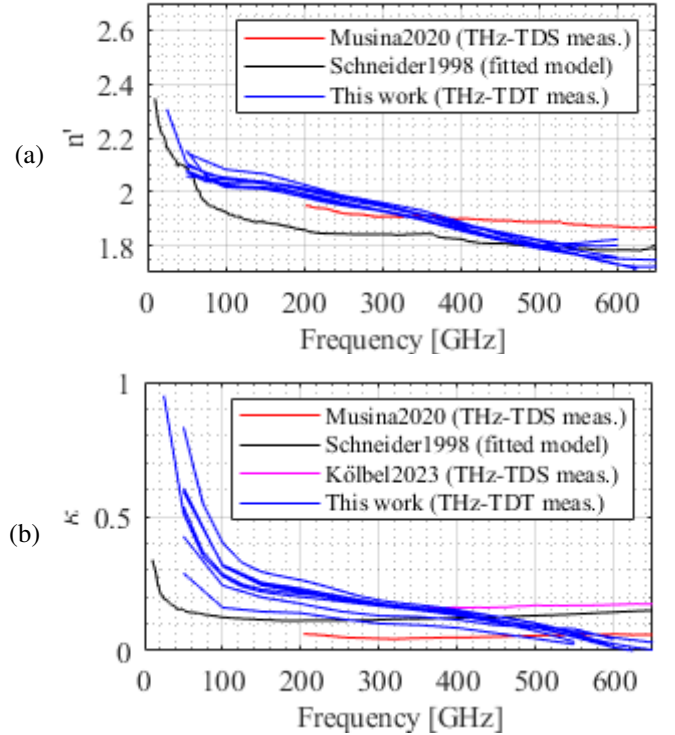 2.6
2.4
2.2
2
1.8
n'
(a)
Musina2020 (THz-TDS meas.)
Schneider1998 (fitted model)
This work (THz-TDT meas.)
0 100 200 300 400 500 600
Frequency [GHz]
1
0.5
0
κ
(b)
Musina2020 (THz-TDS meas.)
Schneider1998 (fitted model)
Kölbel2023 (THz-TDS meas.)
This work (THz-TDT meas.)
0 100 200 300 400 500 600
Frequency [GHz]